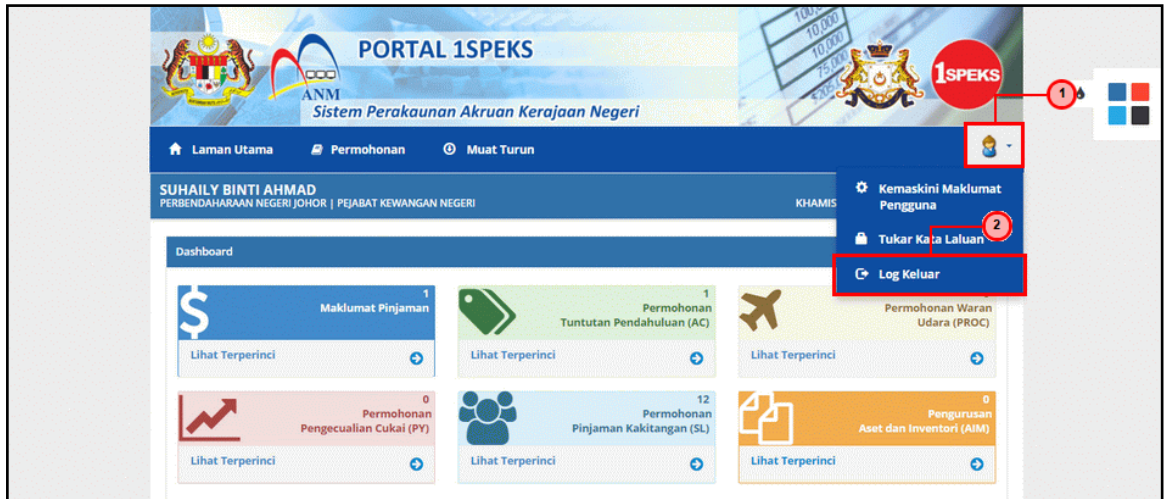 PORTAL 1SPEKS
ANM
Sistem Perakaunan Akruan Kerajaan Negeri
1SPEKS
1
Laman Utama
Permohonan
Muat Turun
SUHAILY BINTI AHMAD
PERBENDAHARAAN NEGERI JOHOR | PEJABAT KEWANGAN NEGERI
KHAMIS
Kemaskini Maklumat
Pengguna
2
Tukar Kata Laluan
Log Keluar
Dashboard
1
Maklumat Pinjaman
Lihat Terperinci
1
Permohonan
Tuntutan Pendahuluan (AC)
Lihat Terperinci
Permohonan Waran
Udara (PROC)
Lihat Terperinci
0
Permohonan
Pengecualian Cukai (PY)
Lihat Terperinci
12
Permohonan
Pinjaman Kakitangan (SL)
Lihat Terperinci
0
Pengurusan
Aset dan Inventori (AIM)
Lihat Terperinci